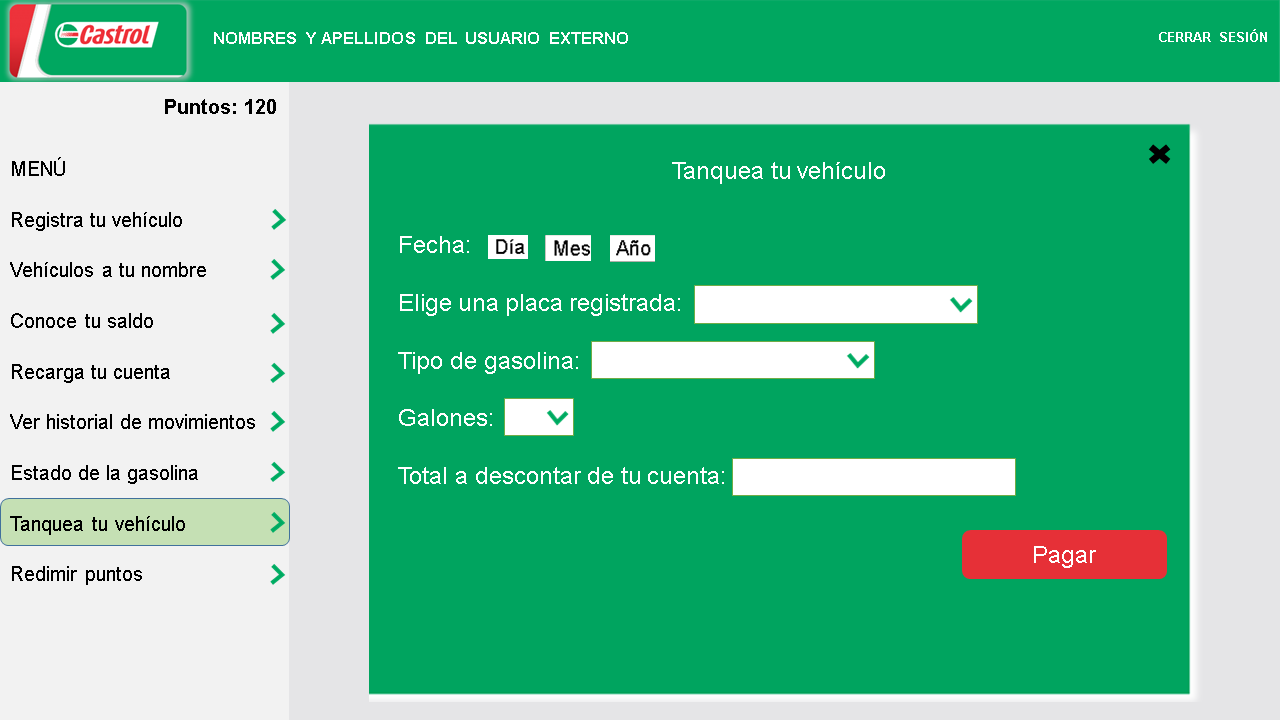 Castrol
NOMBRES Y APELLIDOS DEL USUARIO EXTERNO
CERRAR SESIÓN
Puntos: 120
MENÚ
Registra tu vehículo
Vehículos a tu nombre
Conoce tu saldo
Recarga tu cuenta
Ver historial de movimientos
Estado de la gasolina
Tanquea tu vehículo
Redimir puntos
Tanquea tu vehículo
Fecha: Día Mes Año
Elige una placa registrada:
Tipo de gasolina:
Galones:
Total a descontar de tu cuenta:
Pagar